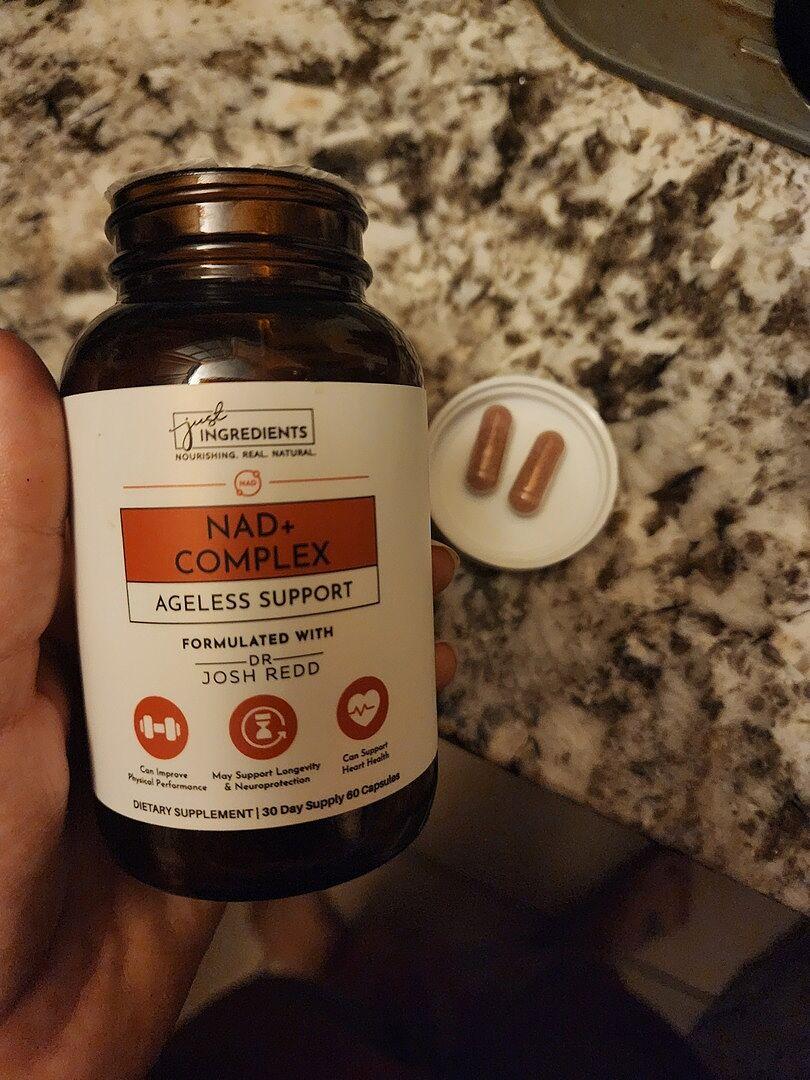 just
INGREDIENTS
NOURISHING. REAL. NATURAL.
NAD
NAD+
COMPLEX
AGELESS SUPPORT
FORMULATED WITH
DR
JOSH REDD
Can Improve
Physical Performance
May Support Longevity
& Neuroprotection
Can Support
Heart Health
DIETARY SUPPLEMENT | 30 Day Supply 60 Capsules